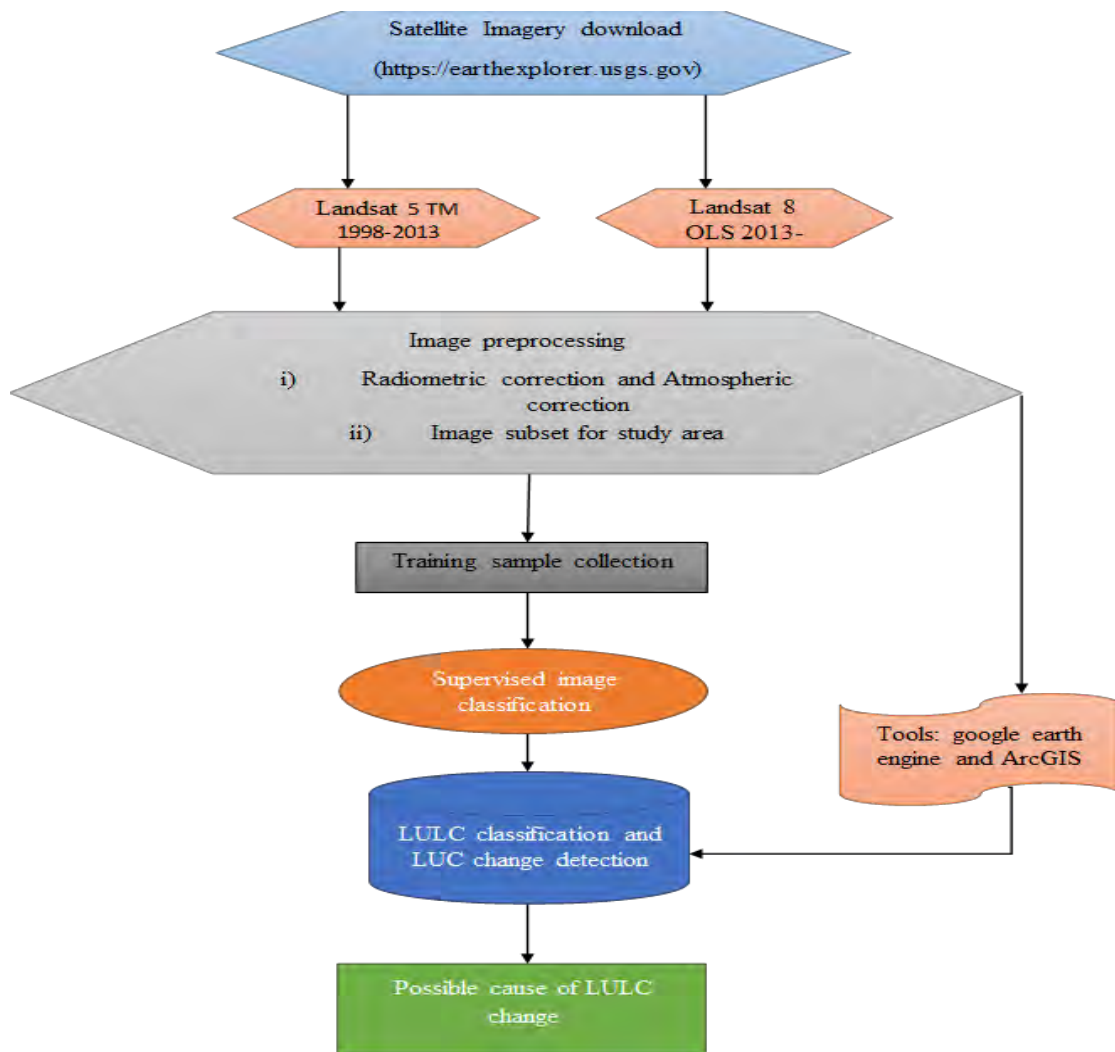 Satellite Imagery download
(https://earthexplorer.usgs.gov)
Landsat 5 TM
1998-2013
Landsat 8
OLS 2013-
Image preprocessing
i) Radiometric correction and Atmospheric
correction
ii) Image subset for study area
Training sample collection
Supervised image
classification
Tools: google earth
engine and ArcGIS
LULC classification and
LUC change detection
Possible cause of LULC
change